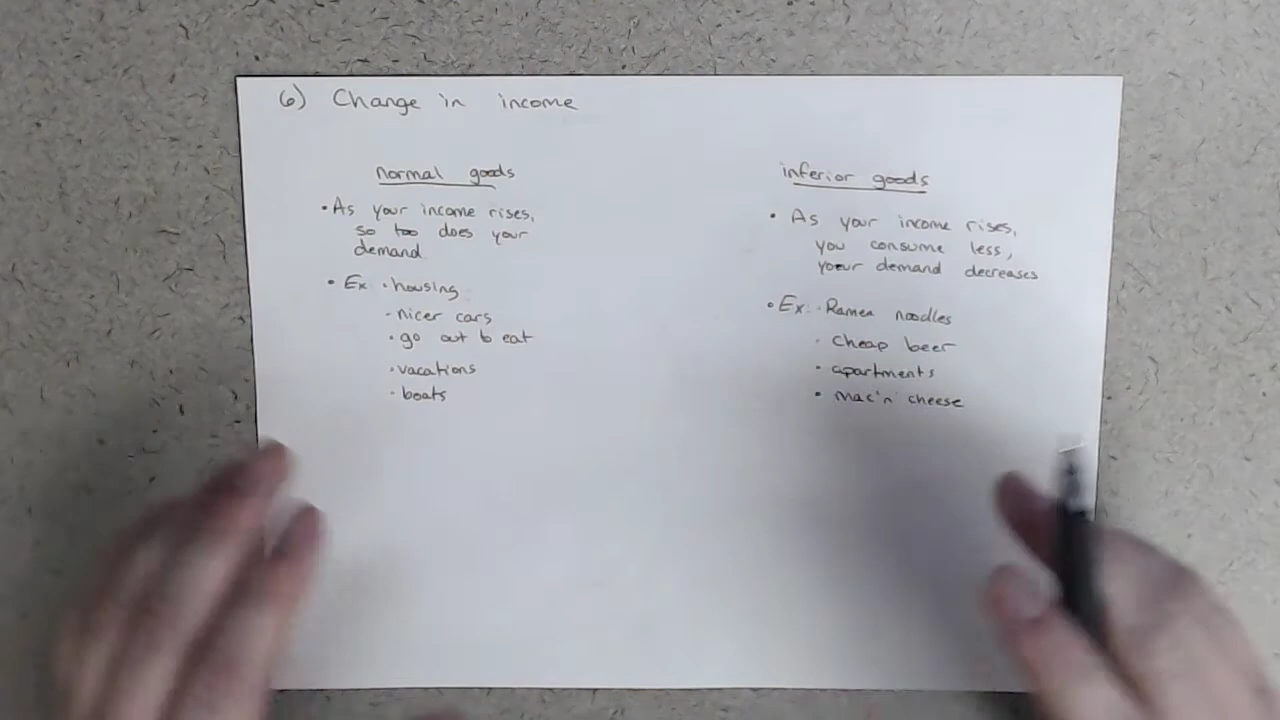 6) Change in income
normal goods
• As your income rises,
so too does your
demand
• Ex: • housing
• nicer cars
• go out to eat
• vacations
• boats
inferior goods
• As your income rises,
you consume less,
your demand decreases
• Ex: • Ramen noodles
• cheap beer
• apartments
• mac'n' cheese